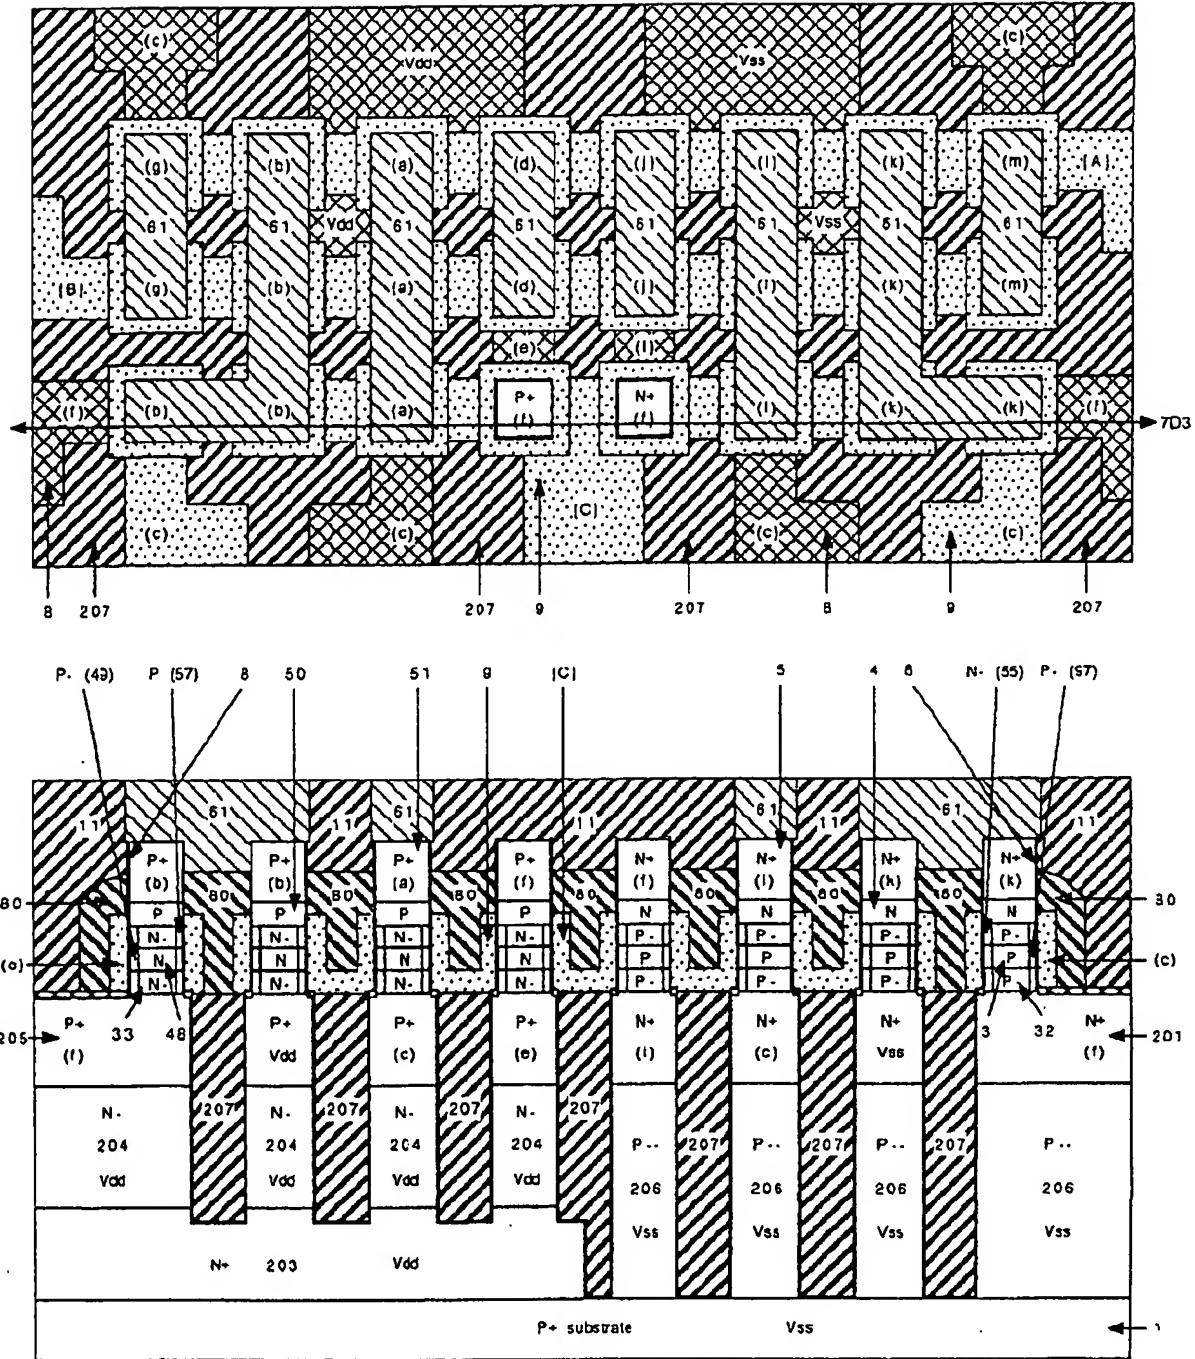 (c) Vdd Vss (c)
(g) (b) (a) (d) (j) (l) (k) (m) [A]
61 61 Vdd 61 61 61 61 Vss 61 61
[B] (g) (b) (a) (d) (j) (l) (k) (m)
(e) (i)
(f) (b) (b) (a) P+ N+ (l) (k) (k) (f)
(f) (f)
7D3
(c) (c) [C] (c) (c)
8 207 207 9 207 8 9 207
P- (49) P (57) 8 50 51 9 [C] 5 4 6 N- (55) P- (97)
11 61 11 61 11 61 11 61 11
P+ P+ P+ P+ N+ N+ N+ N+
(b) (b) (a) (f) (f) (l) (k) (k)
80 80 80 80 80 80 80 80 30
P P P P N N N N
N- N- N- N- P- P- P- P-
(c) N N N N P P P P (c)
N- N- N- N- P- P- P- P-
33 48 3 32
205 P+ P+ P+ P+ N+ N+ N+ N+ 201
(f) Vdd (c) (e) (i) (c) Vss (f)
N- 207 N- 207 N- 207 N- 207
204 204 204 204
Vdd Vdd Vdd Vdd
P-- 207 P-- 207 P-- 207 P--
206 206 206 206
Vss Vss Vss Vss
N+ 203 Vdd
P+ substrate Vss 1